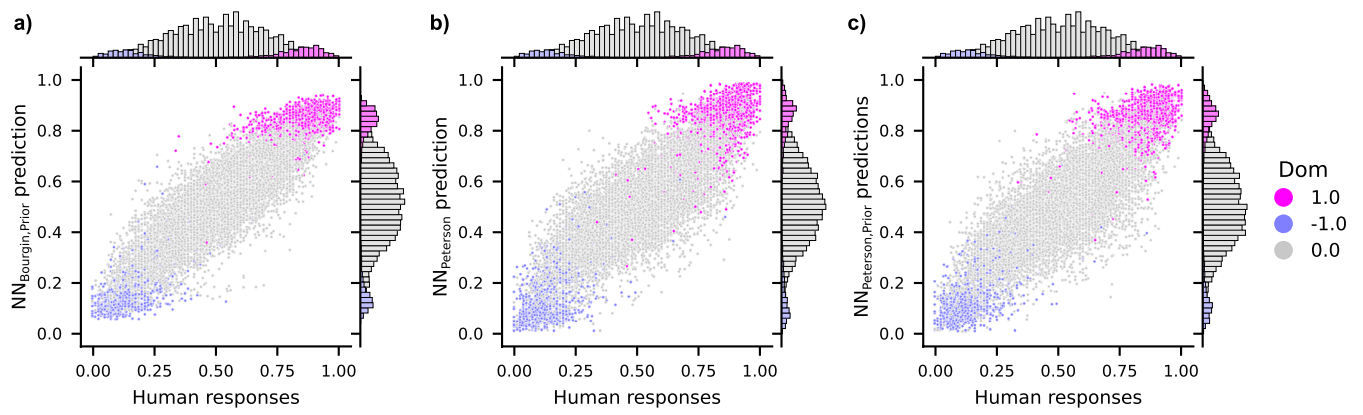 a)
1.0
0.8
0.6
0.4
0.2
0.0
NN_Bourgin,Prior prediction
0.00 0.25 0.50 0.75 1.00
Human responses
b)
1.0
0.8
0.6
0.4
0.2
0.0
NN_Peterson prediction
0.00 0.25 0.50 0.75 1.00
Human responses
c)
1.0
0.8
0.6
0.4
0.2
0.0
NN_Peterson,Prior predictions
0.00 0.25 0.50 0.75 1.00
Human responses
Dom
1.0
-1.0
0.0